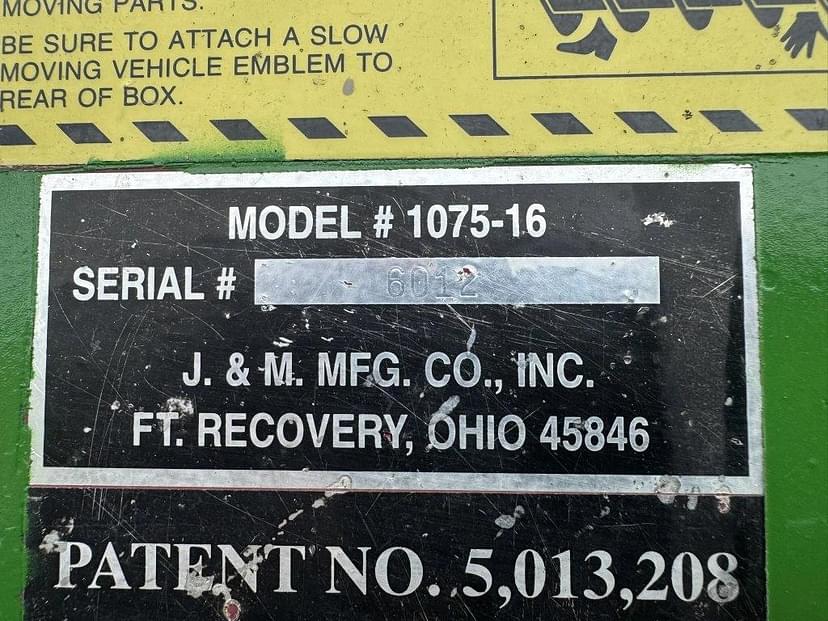 MOVING PARTS.
BE SURE TO ATTACH A SLOW
MOVING VEHICLE EMBLEM TO
REAR OF BOX.
MODEL # 1075-16
SERIAL # 6012
J. & M. MFG. CO., INC.
FT. RECOVERY, OHIO 45846
PATENT NO. 5,013,208